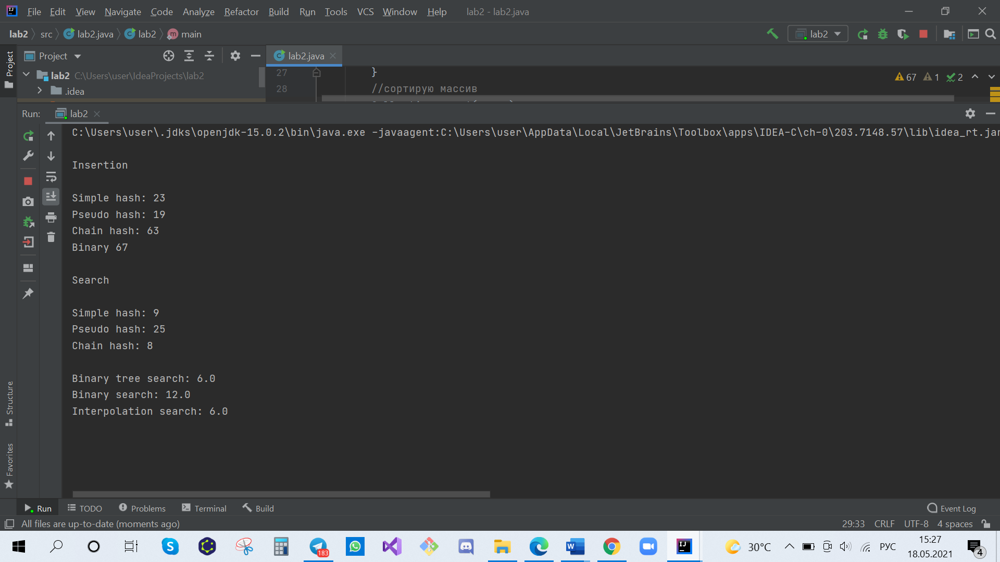 File Edit View Navigate Code Analyze Refactor Build Run Tools VCS Window Help lab2 - lab2.java
lab2 src lab2.java lab2 main lab2
Project lab2.java
Project
lab2 C:\Users\user\IdeaProjects\lab2
.idea
27 }
28 //сортирую массив
67 1 2
Run: lab2
C:\Users\user\.jdks\openjdk-15.0.2\bin\java.exe -javaagent:C:\Users\user\AppData\Local\JetBrains\Toolbox\apps\IDEA-C\ch-0\203.7148.57\lib\idea_rt.jar
Insertion
Simple hash: 23
Pseudo hash: 19
Chain hash: 63
Binary 67
Search
Simple hash: 9
Pseudo hash: 25
Chain hash: 8
Binary tree search: 6.0
Binary search: 12.0
Interpolation search: 6.0
Structure
Favorites
Run TODO Problems Terminal Build Event Log
All files are up-to-date (moments ago) 29:33 CRLF UTF-8 4 spaces
183
30°C РУС
15:27
18.05.2021
4